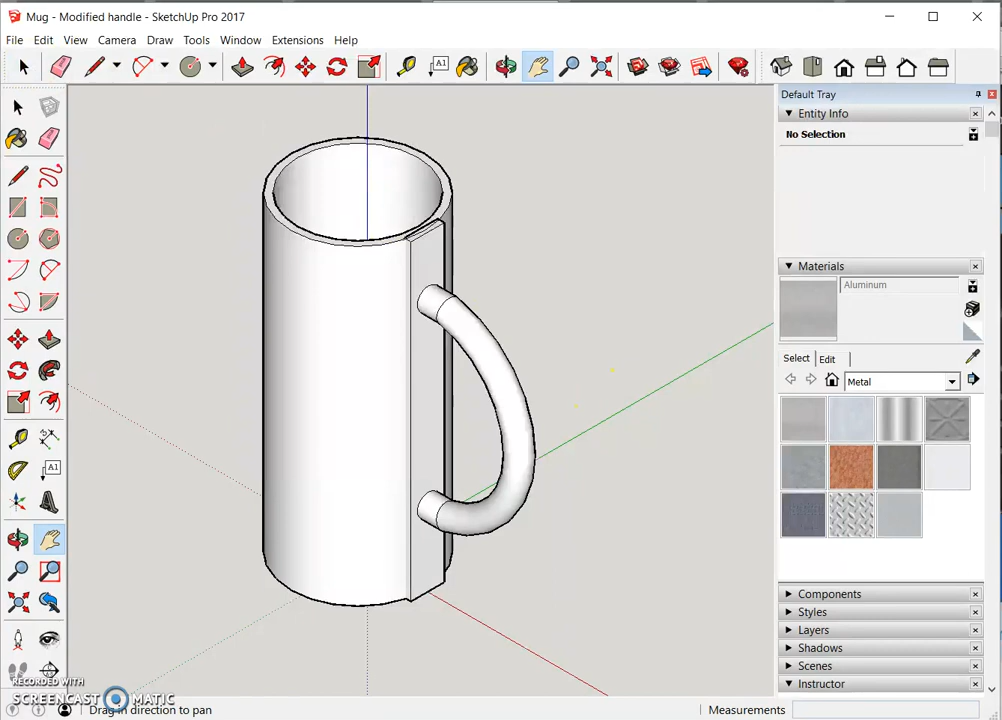 Mug - Modified handle - SketchUp Pro 2017
File Edit View Camera Draw Tools Window Extensions Help
A1
Default Tray
Entity Info
No Selection
Materials
Aluminum
Select Edit
Metal
A1
Components
Styles
Layers
Shadows
Scenes
Instructor
RECORDED WITH
SCREENCAST MATIC
Drag in direction to pan
Measurements